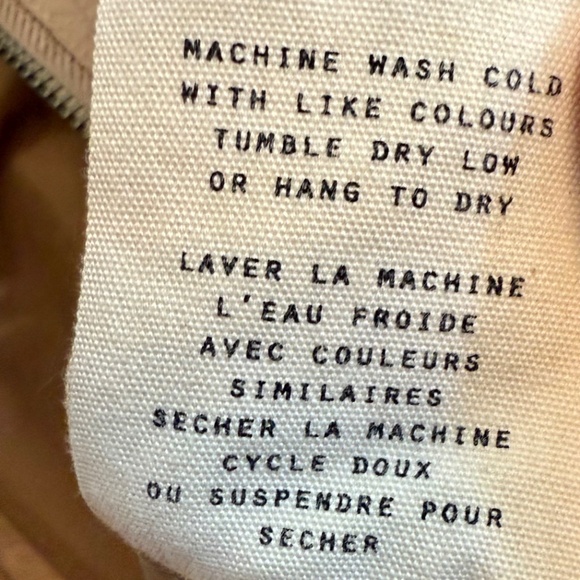 MACHINE WASH COLD
WITH LIKE COLOURS
TUMBLE DRY LOW
OR HANG TO DRY
LAVER LA MACHINE
L'EAU FROIDE
AVEC COULEURS
SIMILAIRES
SECHER LA MACHINE
CYCLE DOUX
OU SUSPENDRE POUR
SECHER